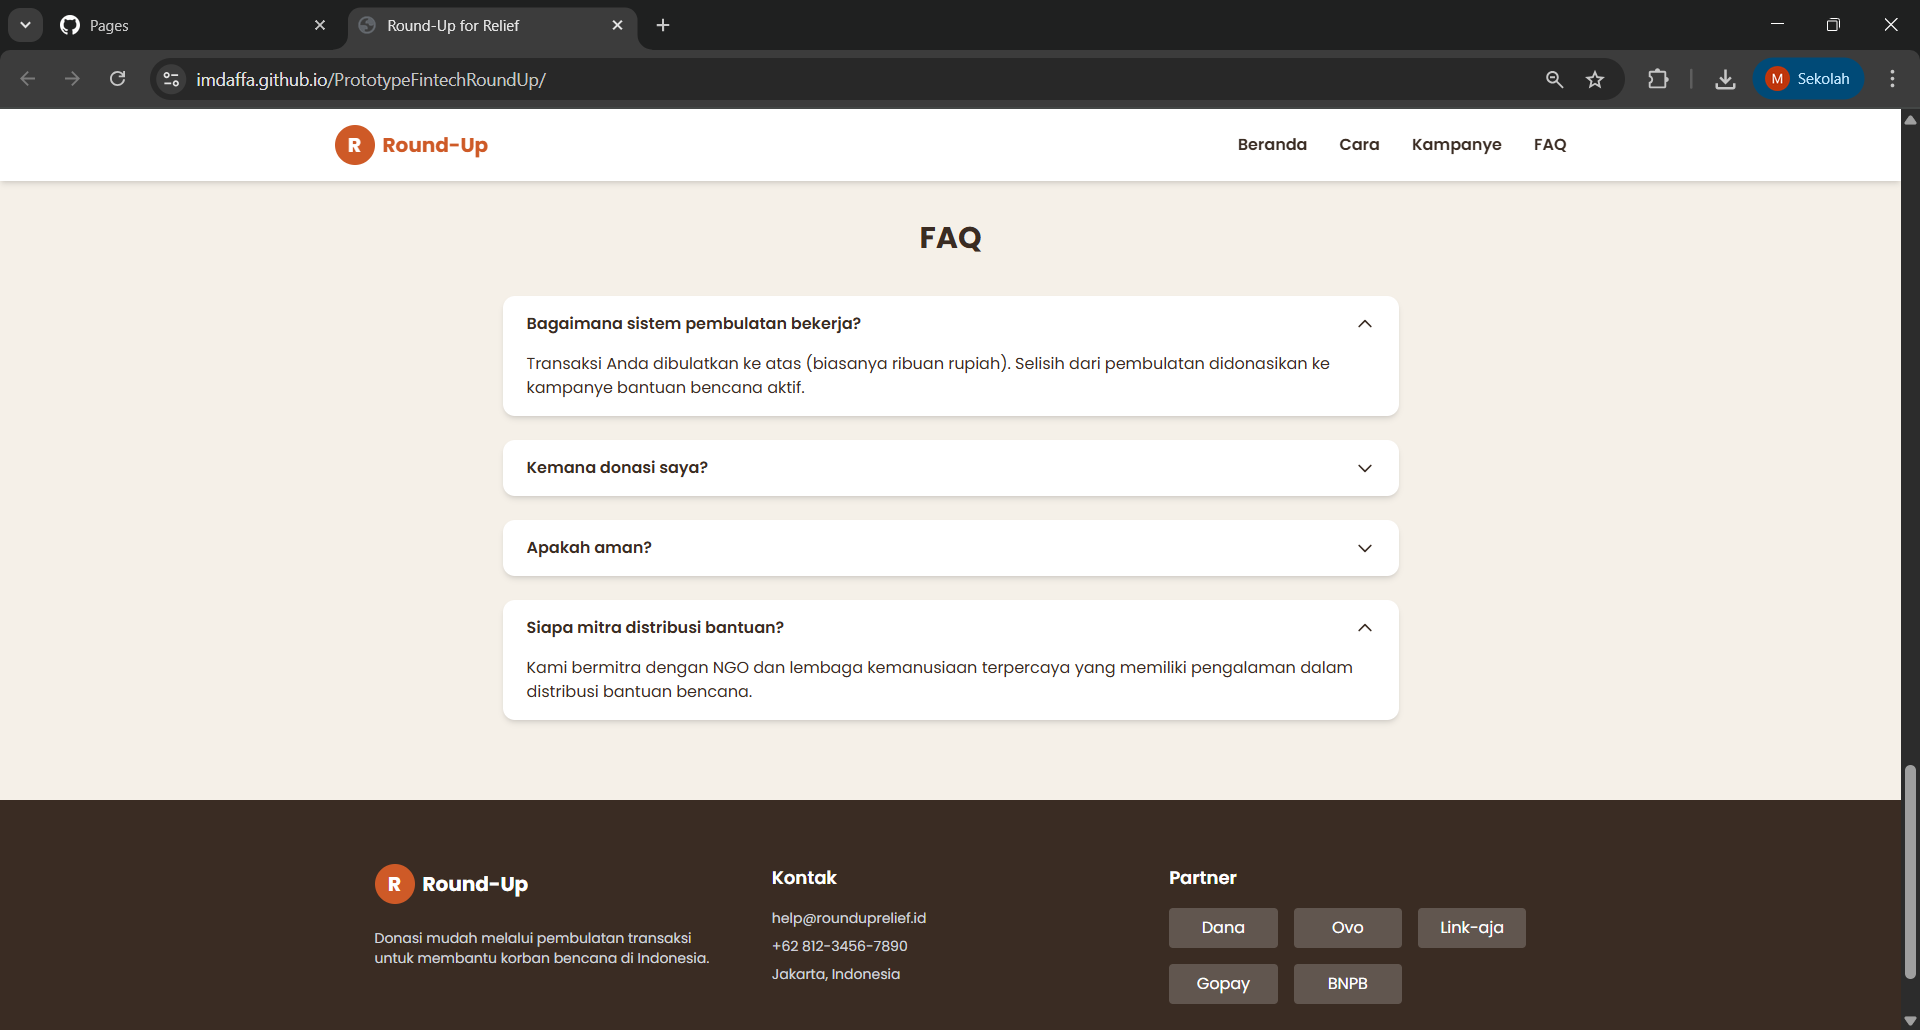 Pages
Round-Up for Relief
imdaffa.github.io/PrototypeFintechRoundUp/
M Sekolah
R Round-Up
Beranda Cara Kampanye FAQ
FAQ
Bagaimana sistem pembulatan bekerja?
Transaksi Anda dibulatkan ke atas (biasanya ribuan rupiah). Selisih dari pembulatan didonasikan ke
kampanye bantuan bencana aktif.
Kemana donasi saya?
Apakah aman?
Siapa mitra distribusi bantuan?
Kami bermitra dengan NGO dan lembaga kemanusiaan terpercaya yang memiliki pengalaman dalam
distribusi bantuan bencana.
R Round-Up
Donasi mudah melalui pembulatan transaksi
untuk membantu korban bencana di Indonesia.
Kontak
help@rounduprelief.id
+62 812-3456-7890
Jakarta, Indonesia
Partner
Dana Ovo Link-aja
Gopay BNPB